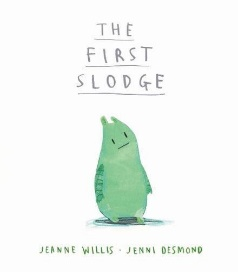 THE
FIRST
SLODGE
JEANNE WILLIS · JENNI DESMOND